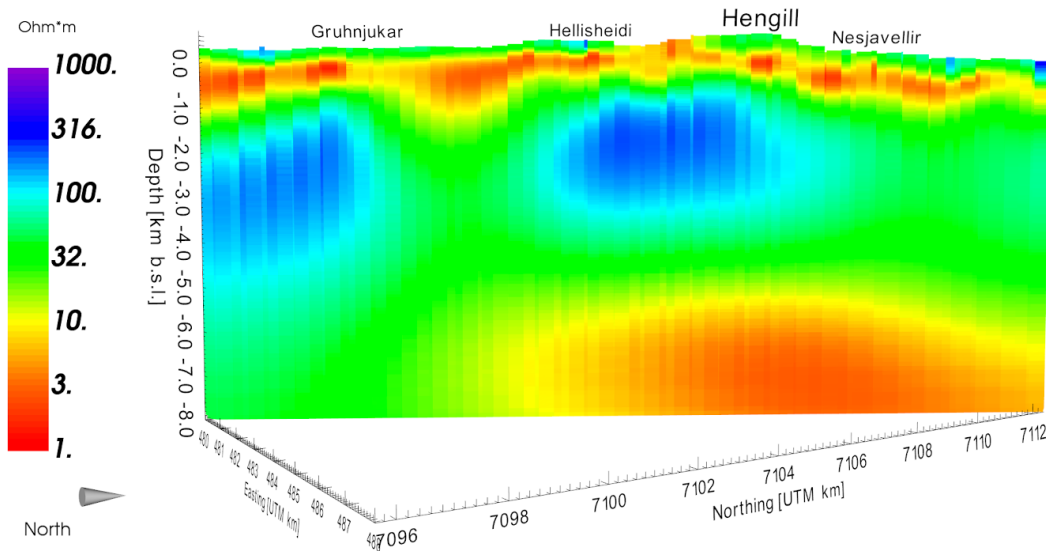 Ohm*m
1000.
316.
100.
32.
10.
3.
1.
North
Gruhnjukar
Hellisheidi
Hengill
Nesjavellir
Depth [km b.s.l.]
0.0
-1.0
-2.0
-3.0
-4.0
-5.0
-6.0
-7.0
-8.0
480 481 482 483 484 485 486 487
Easting [UTM km]
7096 7098 7100 7102 7104 7106 7108 7110 7112
Northing [UTM km]